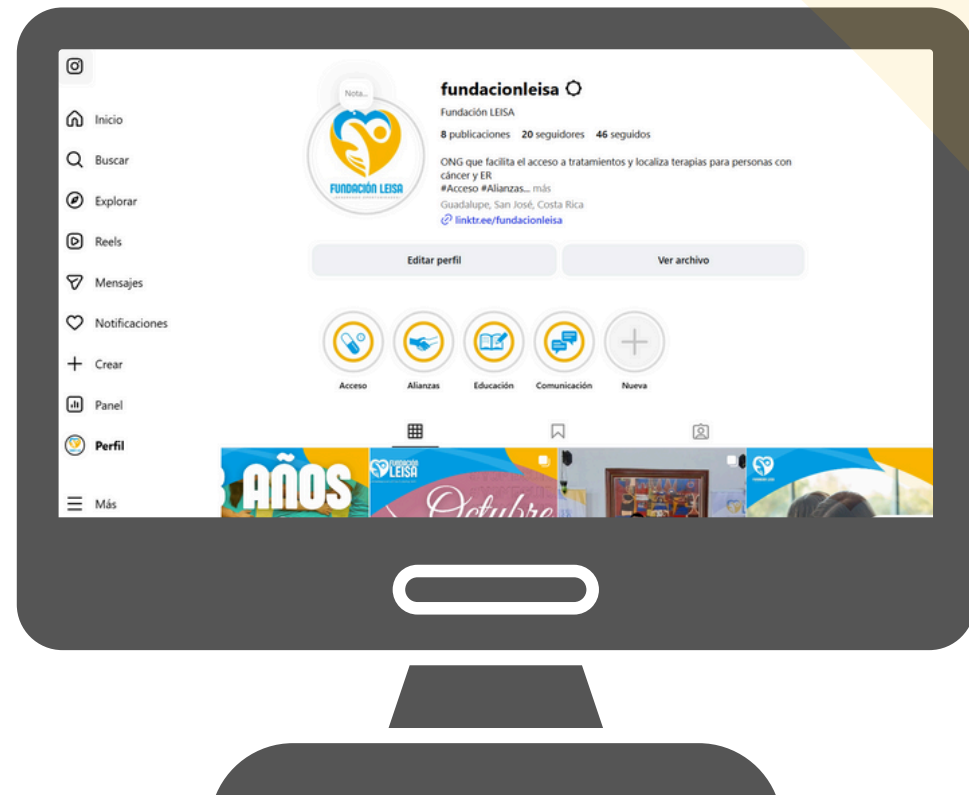 Inicio
Buscar
Explorar
Reels
Mensajes
Notificaciones
Crear
Panel
Perfil
Más
Nota...
FUNDACIÓN LEISA
fundacionleisa
Fundación LEISA
8 publicaciones 20 seguidores 46 seguidos
ONG que facilita el acceso a tratamientos y localiza terapias para personas con
cáncer y ER
#Acceso #Alianzas... más
Guadalupe, San José, Costa Rica
linktr.ee/fundacionleisa
Editar perfil
Ver archivo
Acceso
Alianzas
Educación
Comunicación
Nueva
AÑOS
FUNDACIÓN
LEISA
Octubre